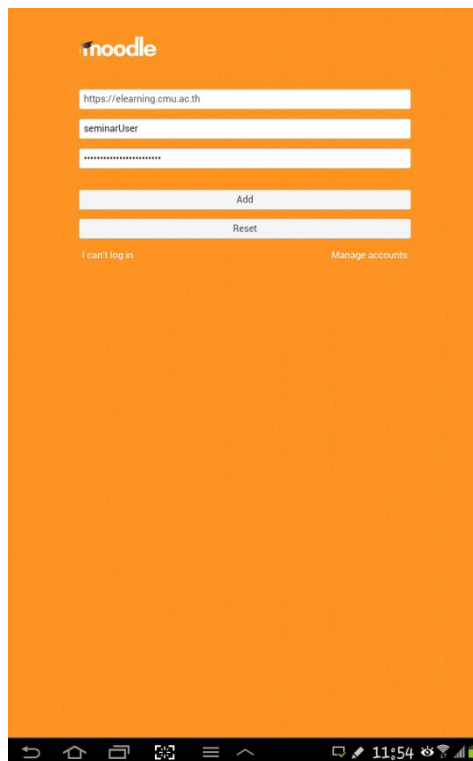 moodle
https://elearning.cmu.ac.th
seminarUser
•••••••••••••••••••••••
Add
Reset
I can't log in Manage accounts
11:54